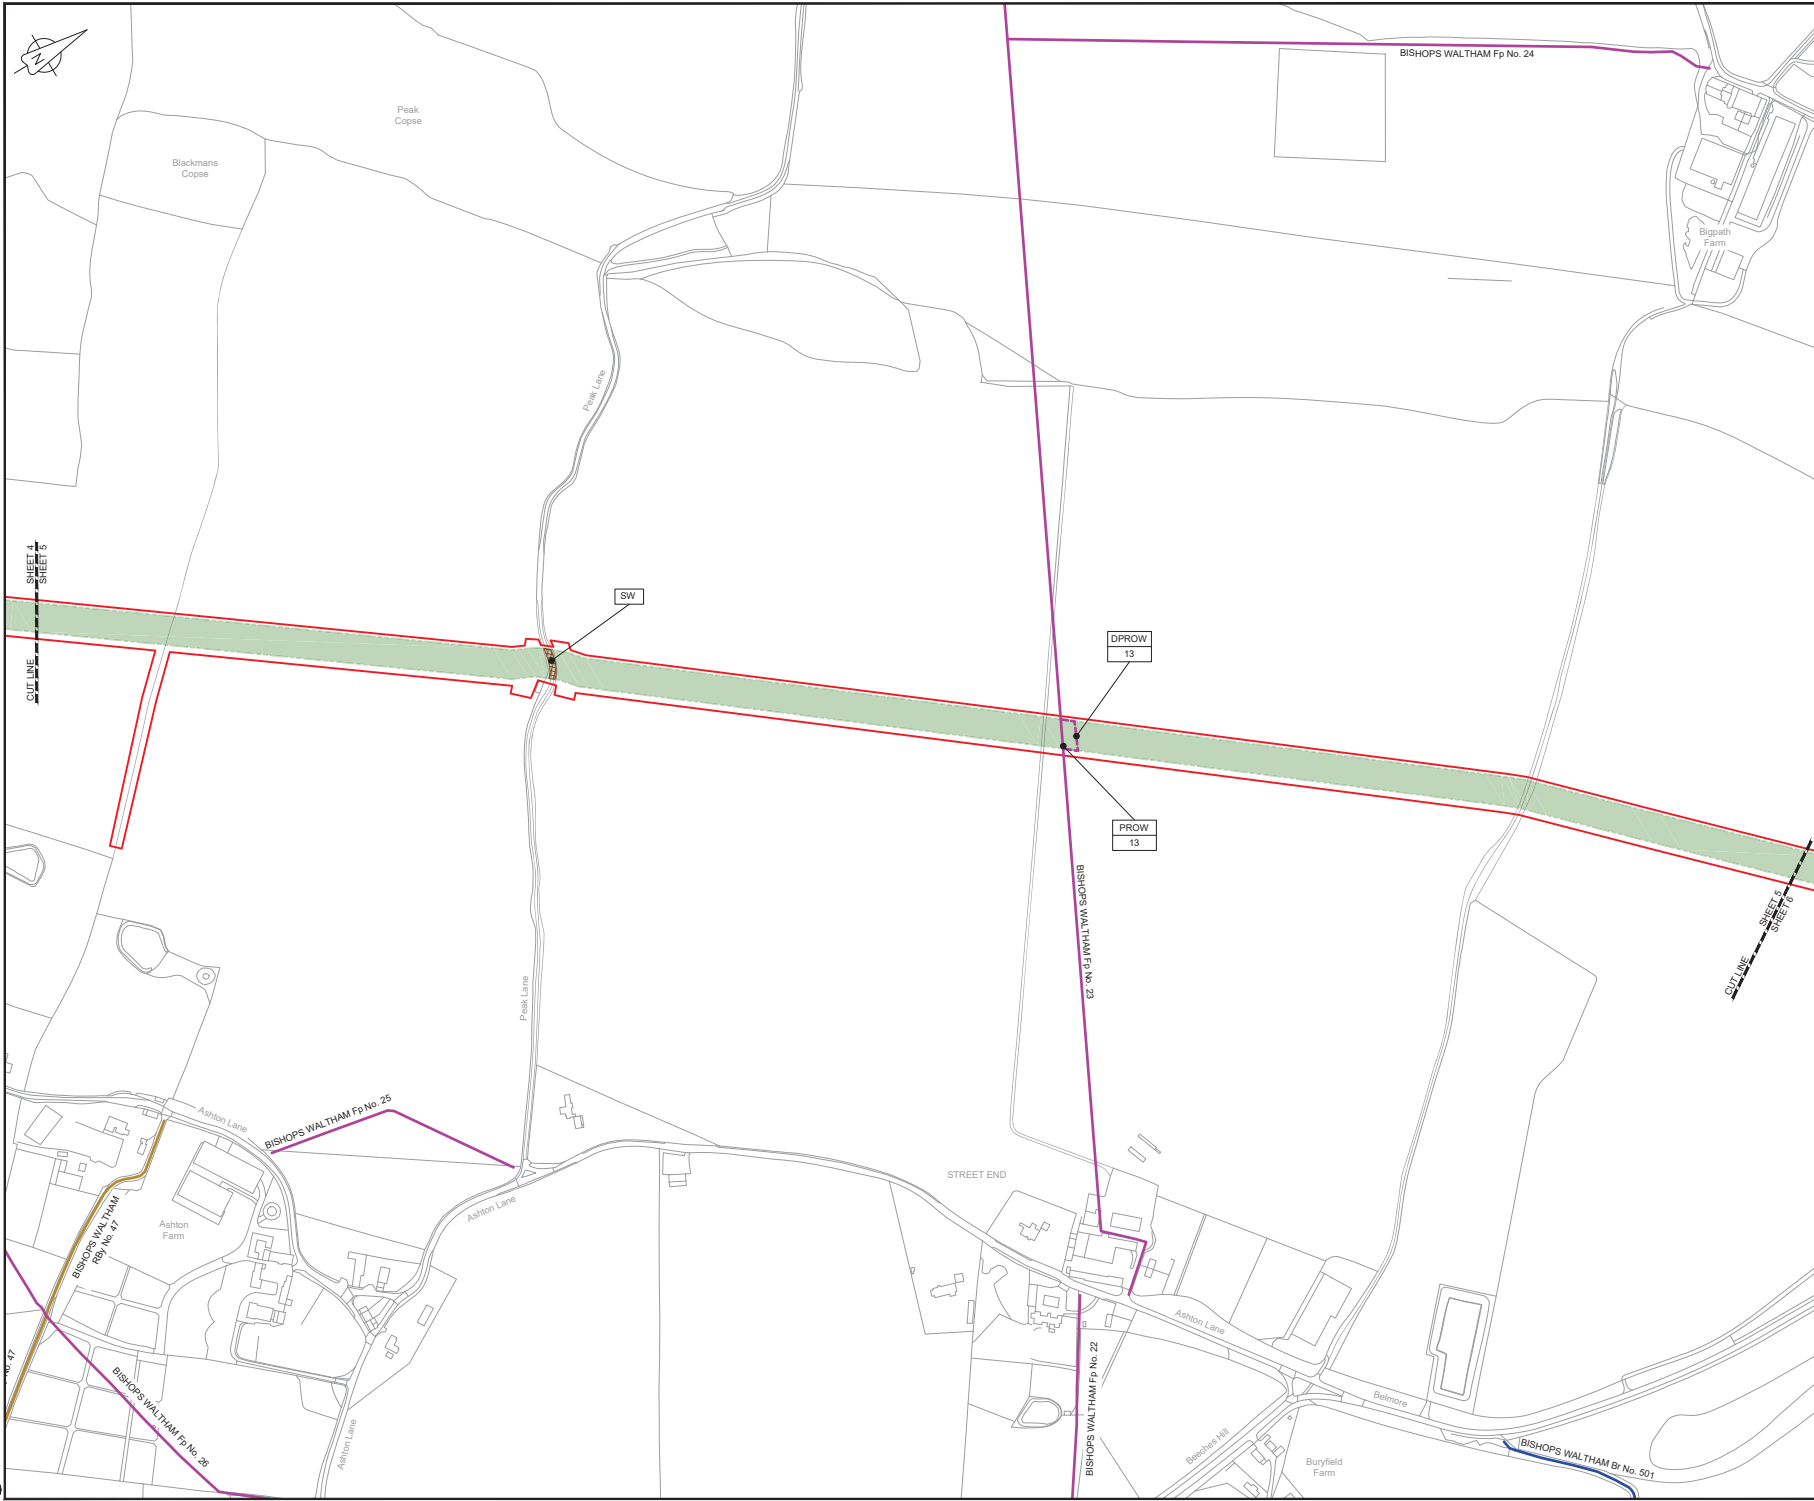 N
BISHOPS WALTHAM Fp No. 24
Peak
Copse
Blackmans
Copse
Bigpath
Farm
Peak Lane
SHEET 4
SHEET 5
CUT LINE
SW
DPROW
13
PROW
13
BISHOPS WALTHAM Fp No. 23
SHEET 5
SHEET 6
CUT LINE
Peak Lane
Ashton Lane
BISHOPS WALTHAM Fp No. 25
STREET END
Ashton Lane
BISHOPS WALTHAM
RBy No. 47
Ashton
Farm
Ashton Lane
No. 47
BISHOPS WALTHAM Fp No. 26
Ashton Lane
BISHOPS WALTHAM Fp No. 22
Belmore
Beeches Hill
Buryfield
Farm
BISHOPS WALTHAM Br No. 501